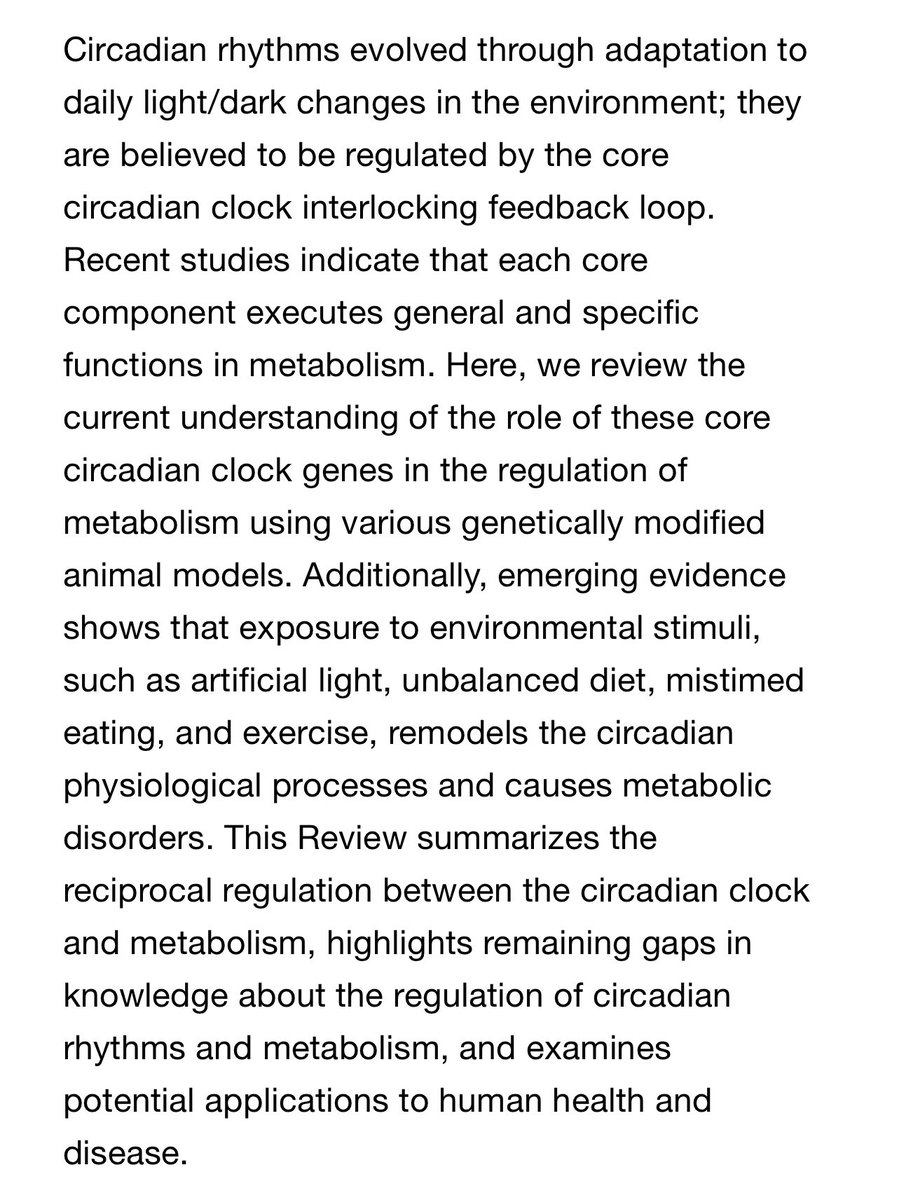 Circadian rhythms evolved through adaptation to
daily light/dark changes in the environment; they
are believed to be regulated by the core
circadian clock interlocking feedback loop.
Recent studies indicate that each core
component executes general and specific
functions in metabolism. Here, we review the
current understanding of the role of these core
circadian clock genes in the regulation of
metabolism using various genetically modified
animal models. Additionally, emerging evidence
shows that exposure to environmental stimuli,
such as artificial light, unbalanced diet, mistimed
eating, and exercise, remodels the circadian
physiological processes and causes metabolic
disorders. This Review summarizes the
reciprocal regulation between the circadian clock
and metabolism, highlights remaining gaps in
knowledge about the regulation of circadian
rhythms and metabolism, and examines
potential applications to human health and
disease.